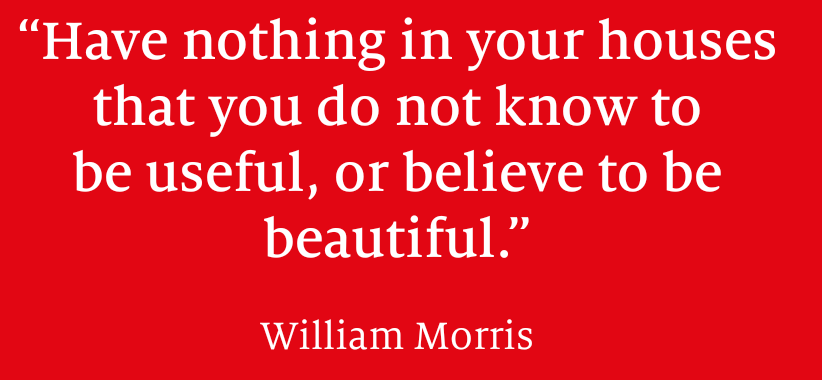 “Have nothing in your houses
that you do not know to
be useful, or believe to be
beautiful.”
William Morris